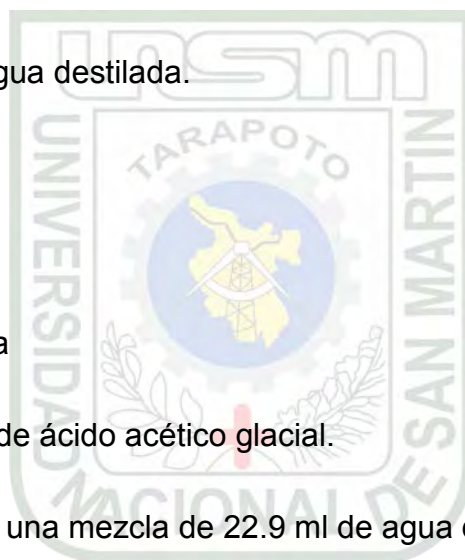 UNSM
gua destilada.
TARAPOTO
UNIVERSIDAD
NACIONAL DE SAN MARTIN
a
de ácido acético glacial.
una mezcla de 22.9 ml de agua